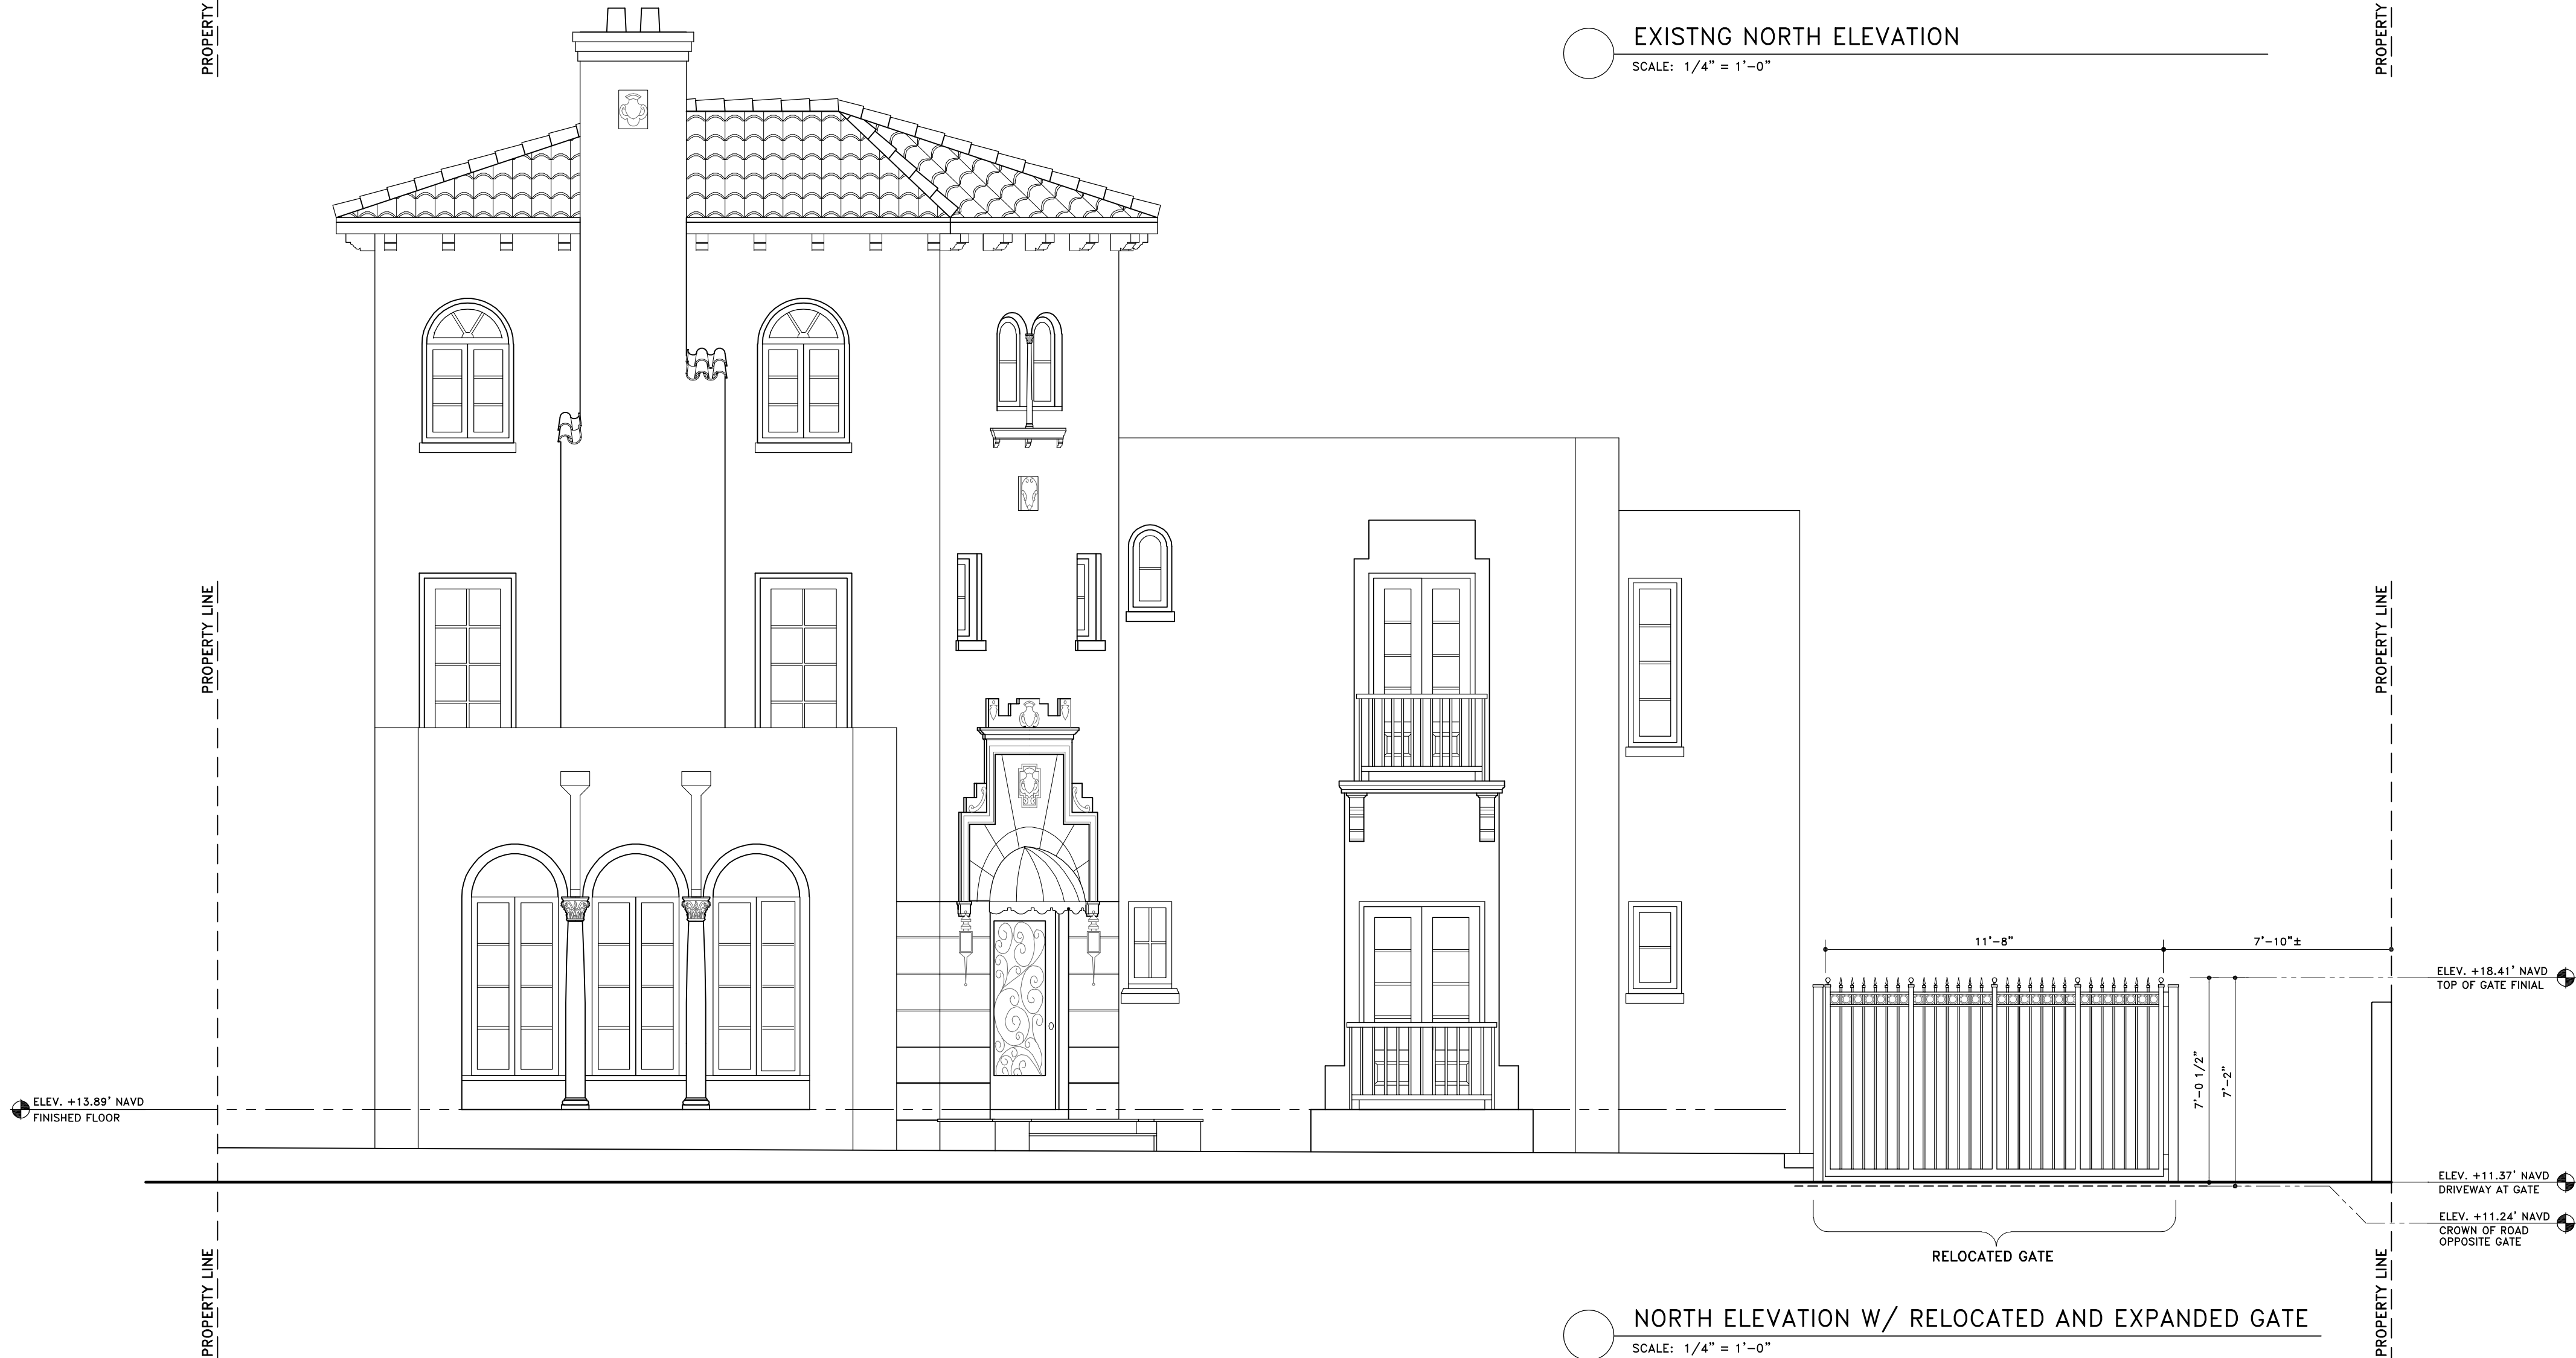 PROPERTY
PROPERTY
EXISTNG NORTH ELEVATION
SCALE: 1/4" = 1'-0"
PROPERTY LINE
PROPERTY LINE
11'-8"
7'-10"±
ELEV. +18.41' NAVD
TOP OF GATE FINIAL
7'-0 1/2"
7'-2"
ELEV. +13.89' NAVD
FINISHED FLOOR
ELEV. +11.37' NAVD
DRIVEWAY AT GATE
ELEV. +11.24' NAVD
CROWN OF ROAD
OPPOSITE GATE
RELOCATED GATE
PROPERTY LINE
PROPERTY LINE
NORTH ELEVATION W/ RELOCATED AND EXPANDED GATE
SCALE: 1/4" = 1'-0"